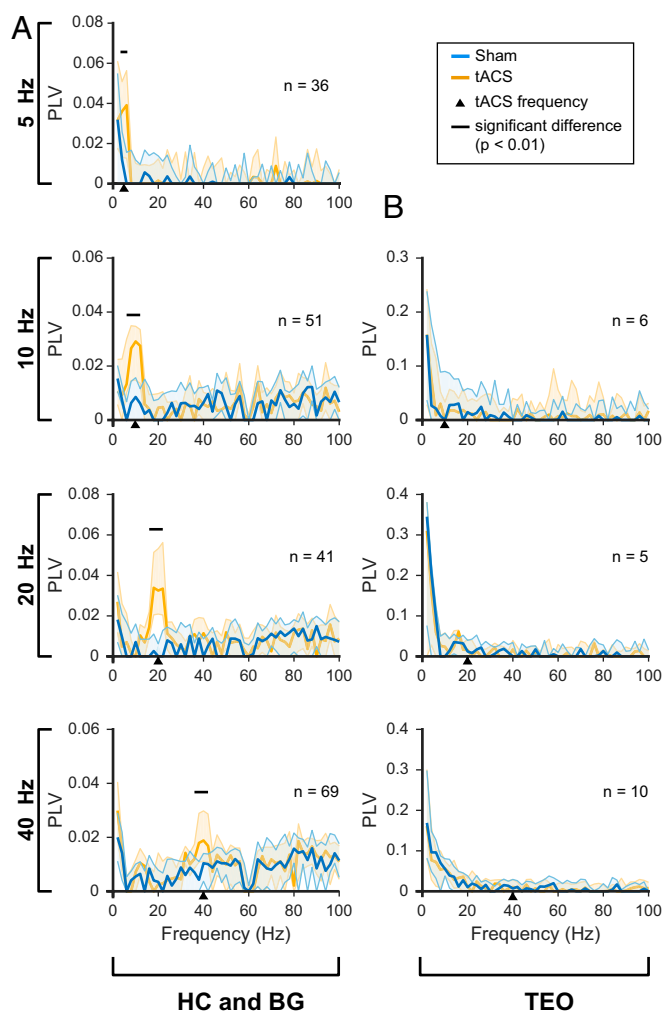 A
5 Hz
PLV
0.08
0.06
0.04
0.02
0
n = 36
0 20 40 60 80 100
Sham
tACS
tACS frequency
significant difference
(p < 0.01)
B
10 Hz
PLV
0.06
0.04
0.02
0
n = 51
0 20 40 60 80 100
PLV
0.3
0.2
0.1
0
n = 6
0 20 40 60 80 100
20 Hz
PLV
0.08
0.06
0.04
0.02
0
n = 41
0 20 40 60 80 100
PLV
0.4
0.3
0.2
0.1
0
n = 5
0 20 40 60 80 100
40 Hz
PLV
0.06
0.04
0.02
0
n = 69
0 20 40 60 80 100
Frequency (Hz)
PLV
0.4
0.3
0.2
0.1
0
n = 10
0 20 40 60 80 100
Frequency (Hz)
HC and BG
TEO